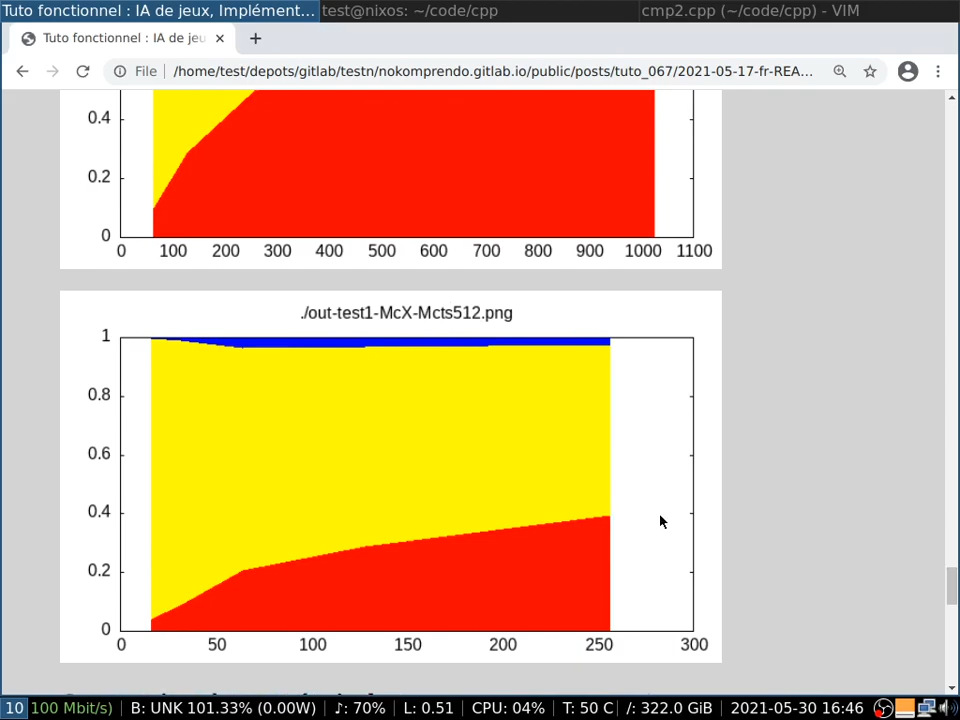 Tuto fonctionnel : IA de jeux, Implément... test@nixos: ~/code/cpp cmp2.cpp (~/code/cpp) - VIM
Tuto fonctionnel : IA de jeu
File /home/test/depots/gitlab/testn/nokomprendo.gitlab.io/public/posts/tuto_067/2021-05-17-fr-REA...
0.4
0.2
0
0 100 200 300 400 500 600 700 800 900 1000 1100
./out-test1-McX-Mcts512.png
1
0.8
0.6
0.4
0.2
0
0 50 100 150 200 250 300
10 100 Mbit/s) B: UNK 101.33% (0.00W) ♪: 70% L: 0.51 CPU: 04% T: 50 C /: 322.0 GiB 2021-05-30 16:46